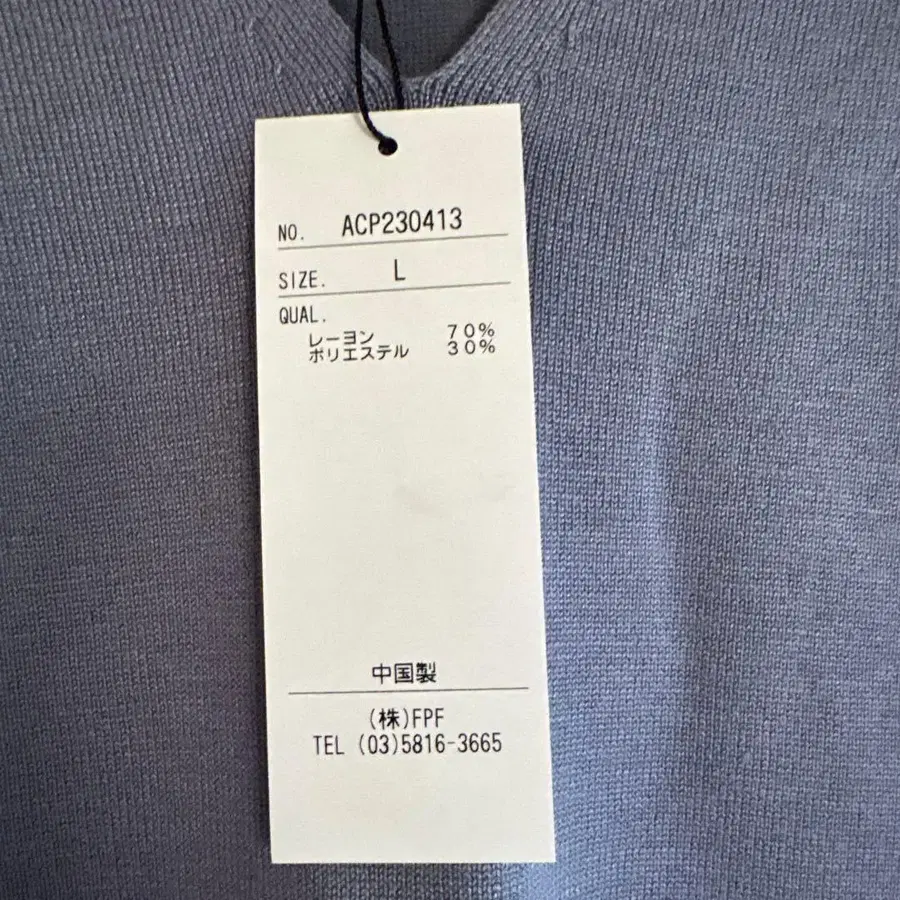 NO. ACP230413
SIZE. L
QUAL.
レーヨン 70%
ポリエステル 30%
中国製
(株)FPF
TEL (03)5816-3665